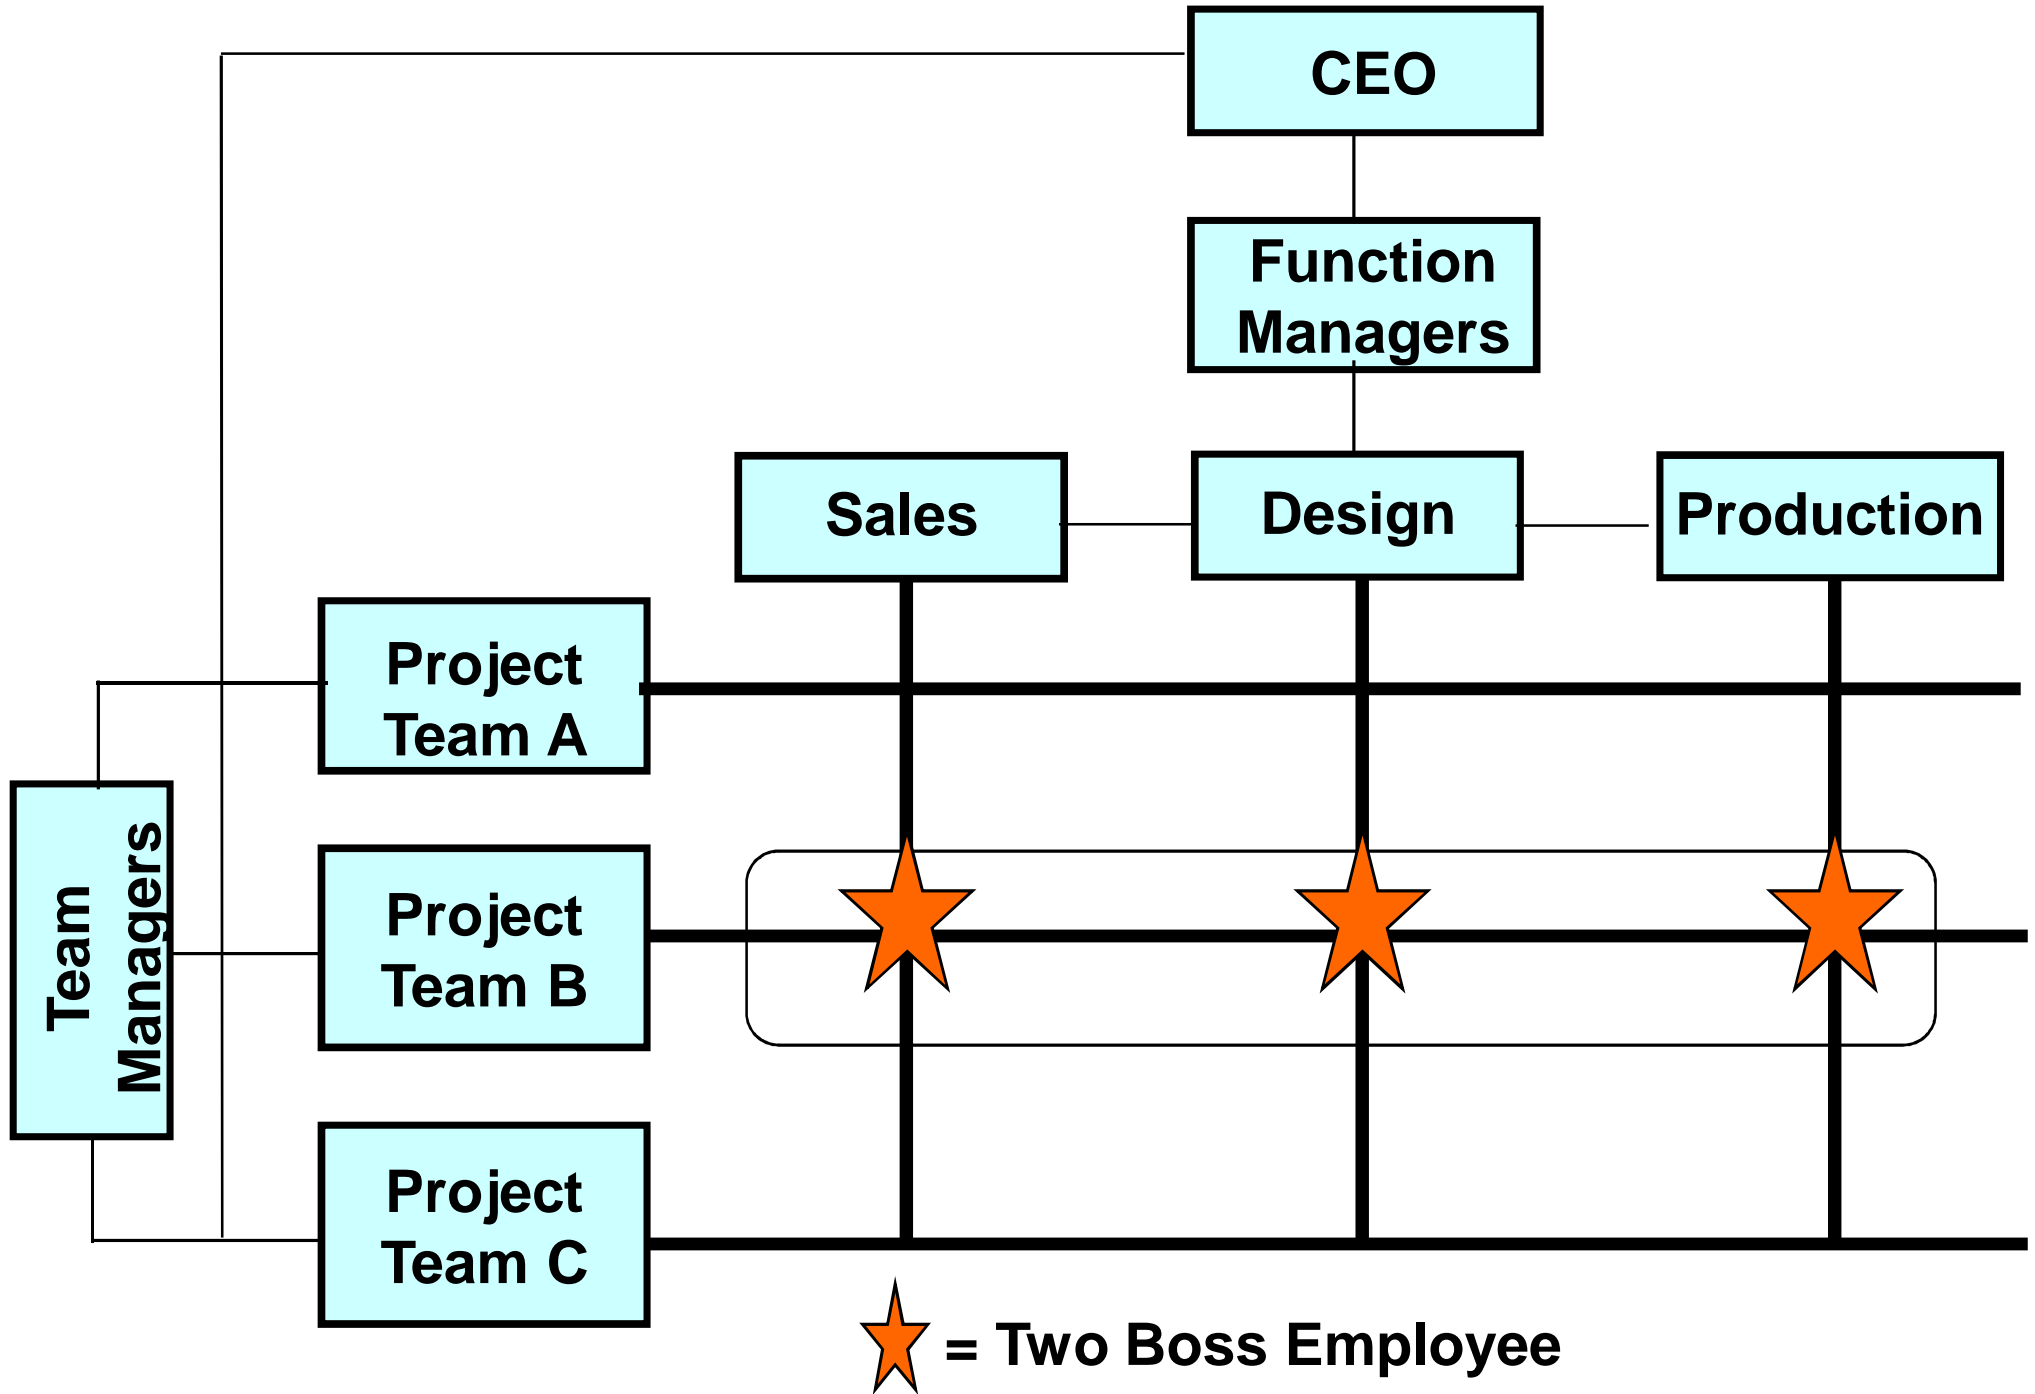 CEO
Function
Managers
Sales
Design
Production
Project
Team A
Team
Managers
Project
Team B
Project
Team C
= Two Boss Employee